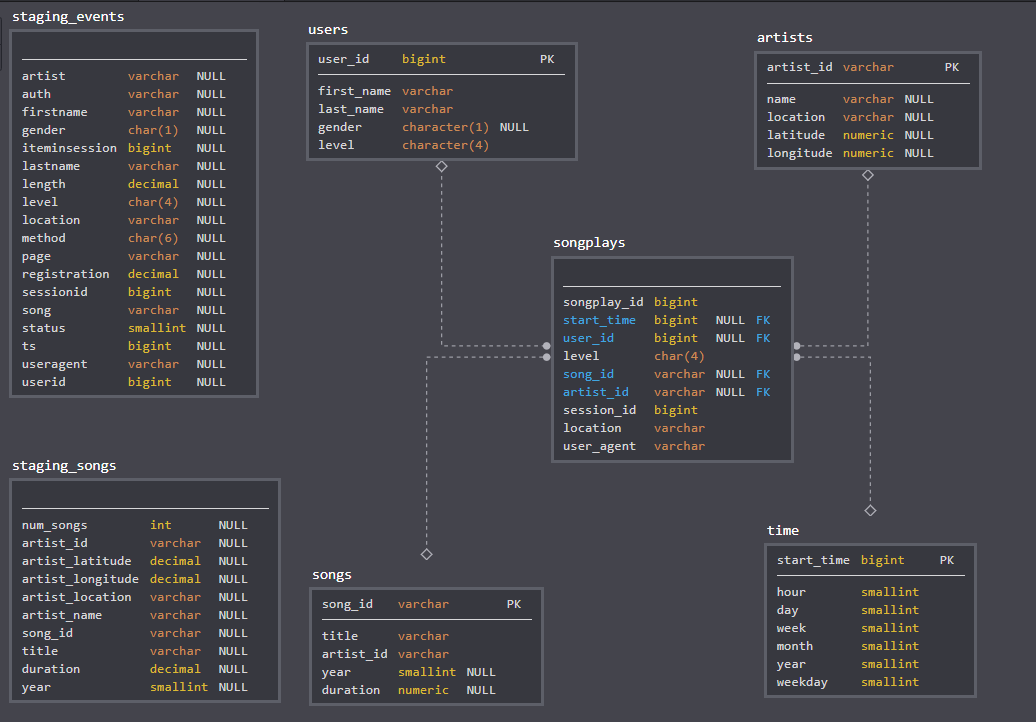 staging_events
artist varchar NULL
auth varchar NULL
firstname varchar NULL
gender char(1) NULL
iteminsession bigint NULL
lastname varchar NULL
length decimal NULL
level char(4) NULL
location varchar NULL
method char(6) NULL
page varchar NULL
registration decimal NULL
sessionid bigint NULL
song varchar NULL
status smallint NULL
ts bigint NULL
useragent varchar NULL
userid bigint NULL
users
user_id bigint PK
first_name varchar
last_name varchar
gender character(1) NULL
level character(4)
artists
artist_id varchar PK
name varchar NULL
location varchar NULL
latitude numeric NULL
longitude numeric NULL
songplays
songplay_id bigint
start_time bigint NULL FK
user_id bigint NULL FK
level char(4)
song_id varchar NULL FK
artist_id varchar NULL FK
session_id bigint
location varchar
user_agent varchar
staging_songs
num_songs int NULL
artist_id varchar NULL
artist_latitude decimal NULL
artist_longitude decimal NULL
artist_location varchar NULL
artist_name varchar NULL
song_id varchar NULL
title varchar NULL
duration decimal NULL
year smallint NULL
songs
song_id varchar PK
title varchar
artist_id varchar
year smallint NULL
duration numeric NULL
time
start_time bigint PK
hour smallint
day smallint
week smallint
month smallint
year smallint
weekday smallint